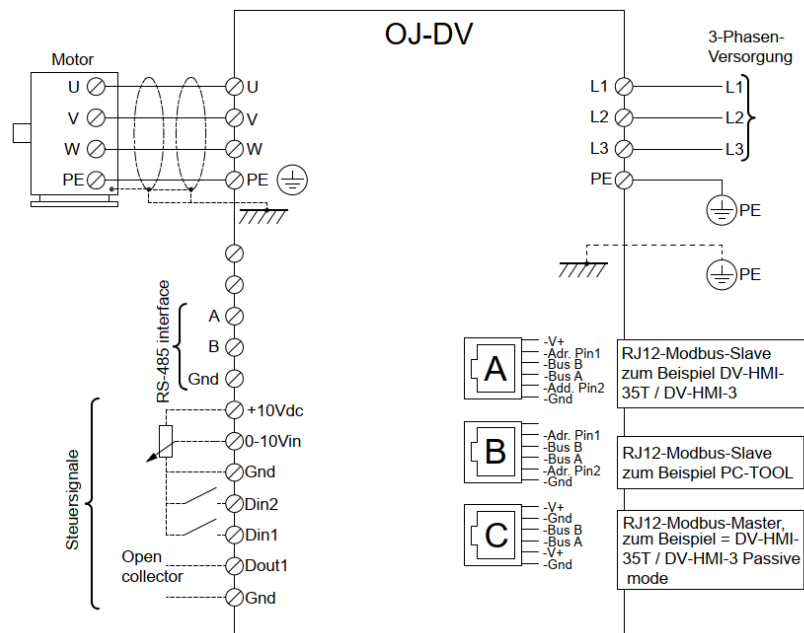 OJ-DV
Motor
U
V
W
PE
U
V
W
PE
3-Phasen-
Versorgung
L1
L2
L3
PE
L1
L2
L3
PE
PE
RS-485 interface
A
B
Gnd
Steuersignale
+10Vdc
0-10Vin
Gnd
Din2
Din1
Open
collector
Dout1
Gnd
A
-V+
-Adr. Pin1
-Bus B
-Bus A
-Add. Pin2
-Gnd
RJ12-Modbus-Slave
zum Beispiel DV-HMI-
35T / DV-HMI-3
B
-Adr. Pin1
-Bus B
-Bus A
-Adr. Pin2
-Gnd
RJ12-Modbus-Slave
zum Beispiel PC-TOOL
C
-V+
-Gnd
-Bus B
-Bus A
-V+
-Gnd
RJ12-Modbus-Master,
zum Beispiel = DV-HMI-
35T / DV-HMI-3 Passive
mode